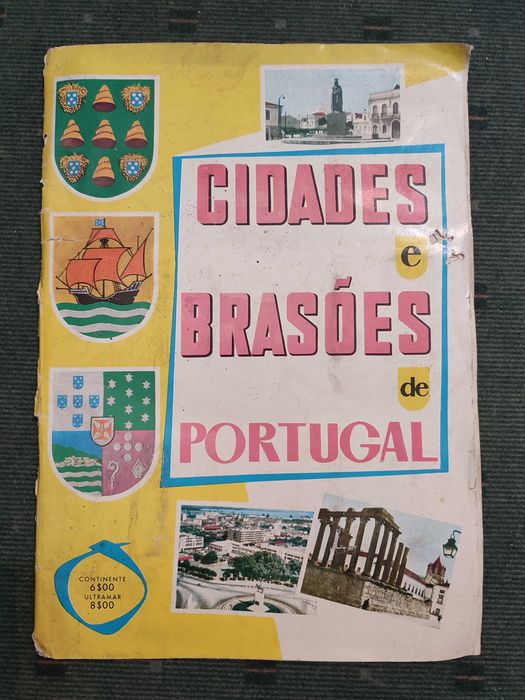 CIDADES
e
BRASÕES
de
PORTUGAL
CONTINENTE
6$00
ULTRAMAR
8$00